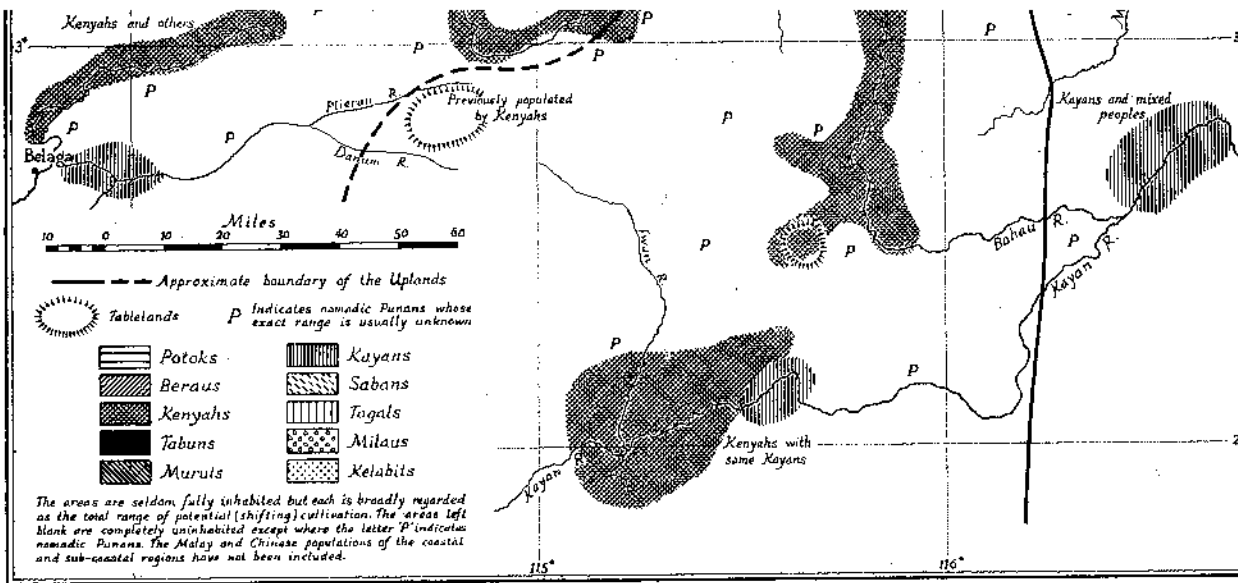 Kenyahs and others
3°
P
P
P
P
P
P
P
M
3
Plieran R.
Previously populated
by Kenyahs
P
P
Kayans and mixed
peoples
P
P
Belaga
Danum R.
Miles
10 0 10 20 30 40 50 60
Iwan R.
P
P
Bahau R.
P
Kayan R.
Approximate boundary of the Uplands
Tablelands
P Indicates nomadic Punans whose
exact range is usually unknown
Potoks
Kayans
Beraus
Sabans
Kenyahs
Tagals
Tabuns
Milaus
Muruts
Kelabits
P
P
Kenyahs with
some Kayans
2
Kayan R.
The areas are seldom fully inhabited but each is broadly regarded
as the total range of potential (shifting) cultivation. The areas left
blank are completely uninhabited except where the letter 'P' indicates
nomadic Punans. The Malay and Chinese populations of the coastal
and sub-coastal regions have not been included.
115°
116°